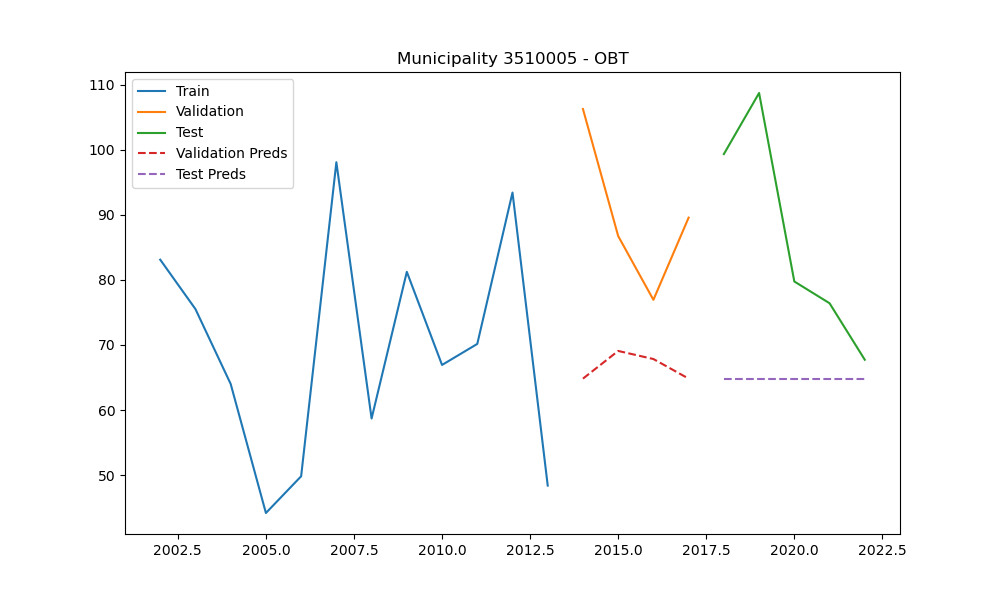 Municipality 3510005 - OBT
Train
Validation
Test
Validation Preds
Test Preds
110
100
90
80
70
60
50
2002.5 2005.0 2007.5 2010.0 2012.5 2015.0 2017.5 2020.0 2022.5